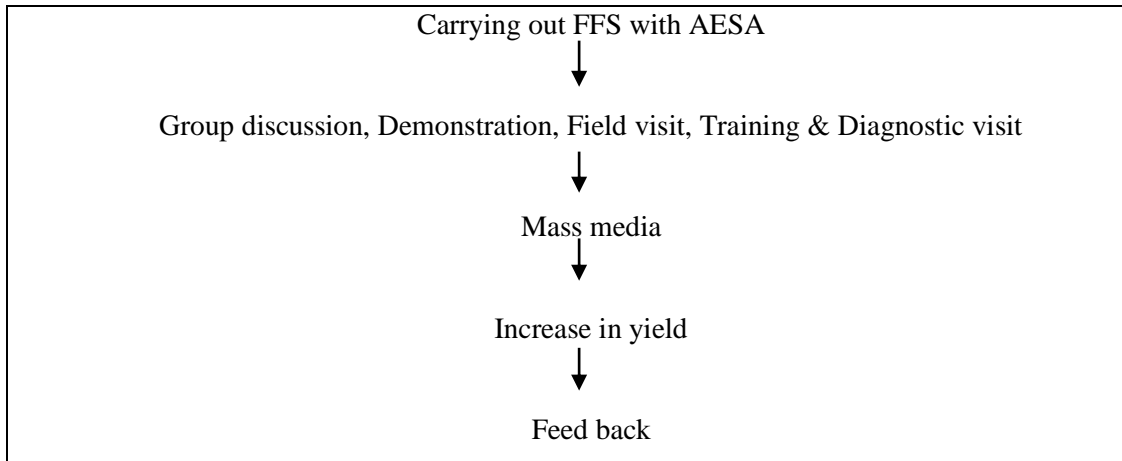 Carrying out FFS with AESA
Group discussion, Demonstration, Field visit, Training & Diagnostic visit
Mass media
Increase in yield
Feed back